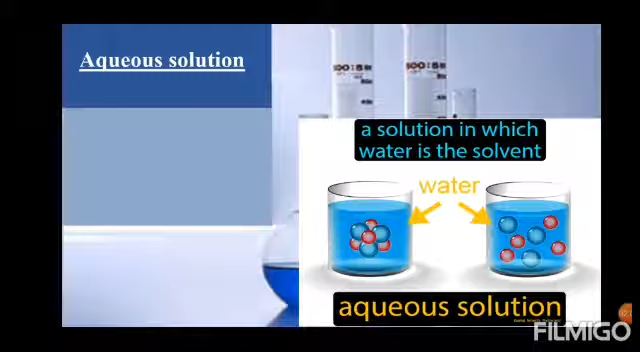 Aqueous solution
a solution in which
water is the solvent
water
aqueous solution
FILMIGO